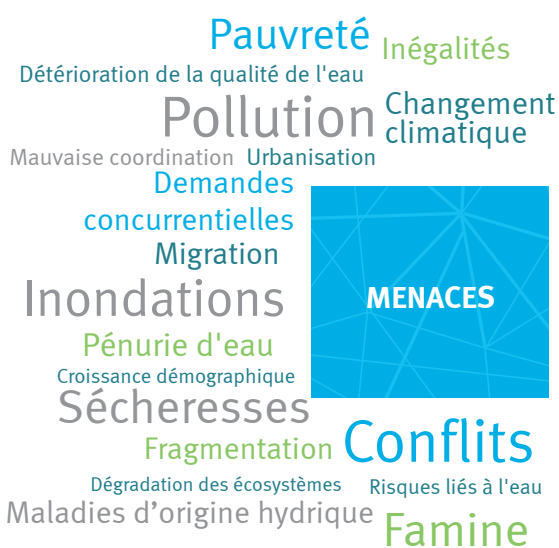 Pauvreté
Inégalités
Détérioration de la qualité de l'eau
Pollution
Changement
climatique
Mauvaise coordination
Urbanisation
Demandes
concurrentielles
Migration
Inondations
MENACES
Pénurie d'eau
Croissance démographique
Sécheresses
Fragmentation
Conflits
Dégradation des écosystèmes
Risques liés à l'eau
Maladies d’origine hydrique
Famine